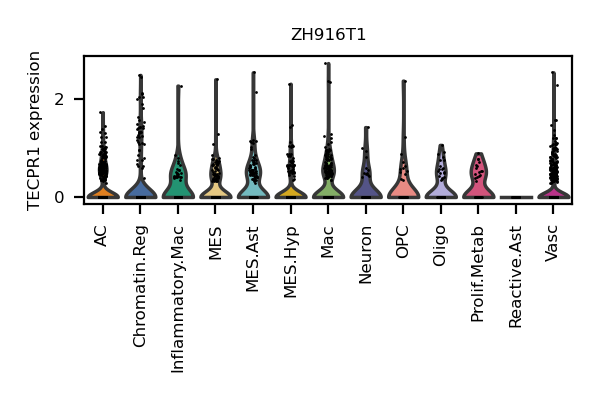 ZH916T1
TECPR1 expression
2
0
AC
Chromatin.Reg
Inflammatory.Mac
MES
MES.Ast
MES.Hyp
Mac
Neuron
OPC
Oligo
Prolif.Metab
Reactive.Ast
Vasc